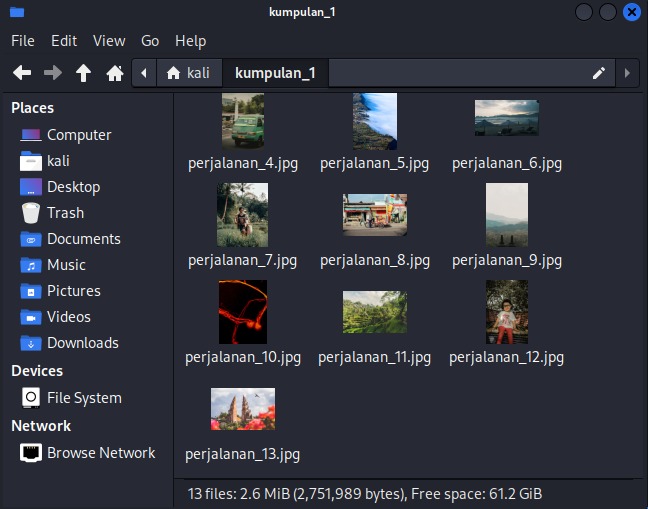 kumpulan_1
File Edit View Go Help
kali kumpulan_1
Places
Computer
kali
Desktop
Trash
Documents
Music
Pictures
Videos
Downloads
Devices
File System
Network
Browse Network
perjalanan_4.jpg perjalanan_5.jpg perjalanan_6.jpg
perjalanan_7.jpg perjalanan_8.jpg perjalanan_9.jpg
perjalanan_10.jpg perjalanan_11.jpg perjalanan_12.jpg
perjalanan_13.jpg
13 files: 2.6 MiB (2,751,989 bytes), Free space: 61.2 GiB